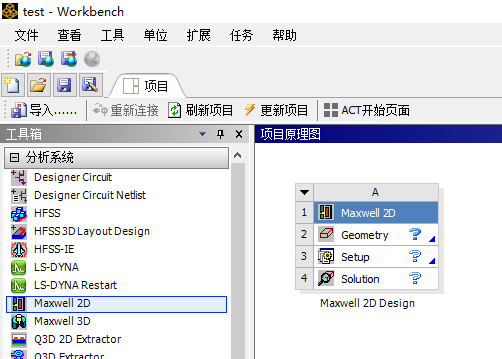 test - Workbench
文件 查看 工具 单位 扩展 任务 帮助
项目
导入...... 重新连接 刷新项目 更新项目 ACT开始页面
工具箱
分析系统
Designer Circuit
Designer Circuit Netlist
HFSS
HFSS 3D Layout Design
HFSS-IE
LS-DYNA
LS-DYNA Restart
Maxwell 2D
Maxwell 3D
Q3D 2D Extractor
Q3D Extractor
项目原理图
A
1 Maxwell 2D
2 Geometry ?
3 Setup ?
4 Solution ?
Maxwell 2D Design